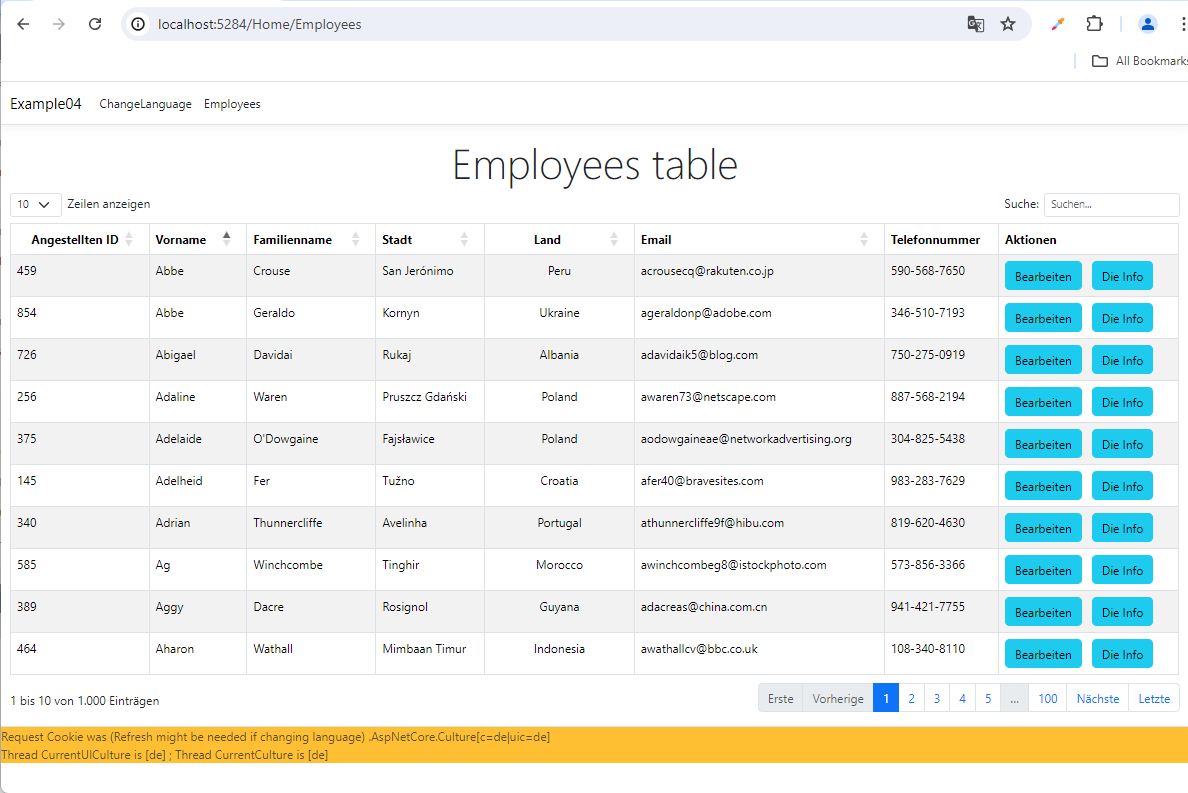 localhost:5284/Home/Employees
All Bookmarks
Example04 ChangeLanguage Employees
Employees table
10 Zeilen anzeigen Suche: Suchen...
Angestellten ID Vorname Familienname Stadt Land Email Telefonnummer Aktionen
459 Abbe Crouse San Jerónimo Peru acrousecq@rakuten.co.jp 590-568-7650 Bearbeiten Die Info
854 Abbe Geraldo Kornyn Ukraine ageraldonp@adobe.com 346-510-7193 Bearbeiten Die Info
726 Abigael Davidai Rukaj Albania adavidaik5@blog.com 750-275-0919 Bearbeiten Die Info
256 Adaline Waren Pruszcz Gdański Poland awaren73@netscape.com 887-568-2194 Bearbeiten Die Info
375 Adelaide O'Dowgaine Fajsławice Poland aodowgaineae@networkadvertising.org 304-825-5438 Bearbeiten Die Info
145 Adelheid Fer Tužno Croatia afer40@bravesites.com 983-283-7629 Bearbeiten Die Info
340 Adrian Thunnercliffe Avelinha Portugal athunnercliffe9f@hibu.com 819-620-4630 Bearbeiten Die Info
585 Ag Winchcombe Tinghir Morocco awinchcombeg8@istockphoto.com 573-856-3366 Bearbeiten Die Info
389 Aggy Dacre Rosignol Guyana adacreas@china.com.cn 941-421-7755 Bearbeiten Die Info
464 Aharon Wathall Mimbaan Timur Indonesia awathallcv@bbc.co.uk 108-340-8110 Bearbeiten Die Info
1 bis 10 von 1.000 Einträgen Erste Vorherige 1 2 3 4 5 ... 100 Nächste Letzte
Request Cookie was (Refresh might be needed if changing language) .AspNetCore.Culture[c=de|uic=de]
Thread CurrentUICulture is [de] ; Thread CurrentCulture is [de]